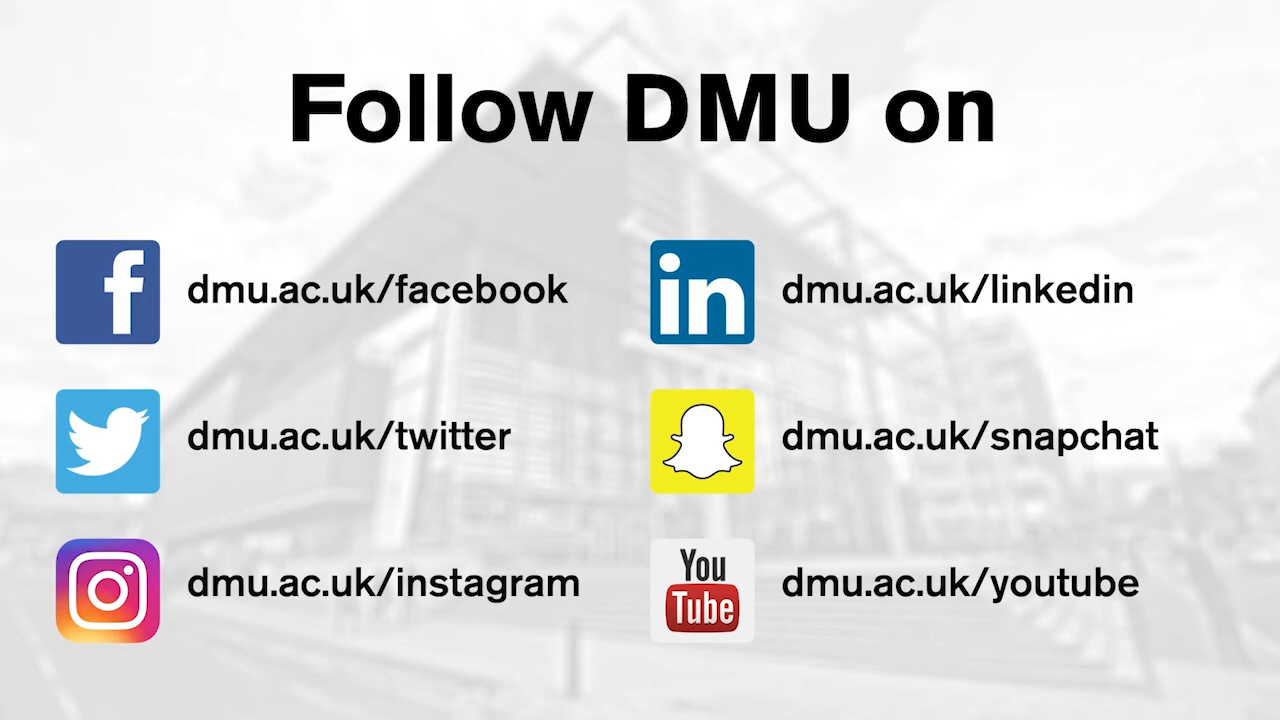 Follow DMU on
dmu.ac.uk/facebook
dmu.ac.uk/twitter
dmu.ac.uk/instagram
in
dmu.ac.uk/linkedin
dmu.ac.uk/snapchat
You
Tube
dmu.ac.uk/youtube